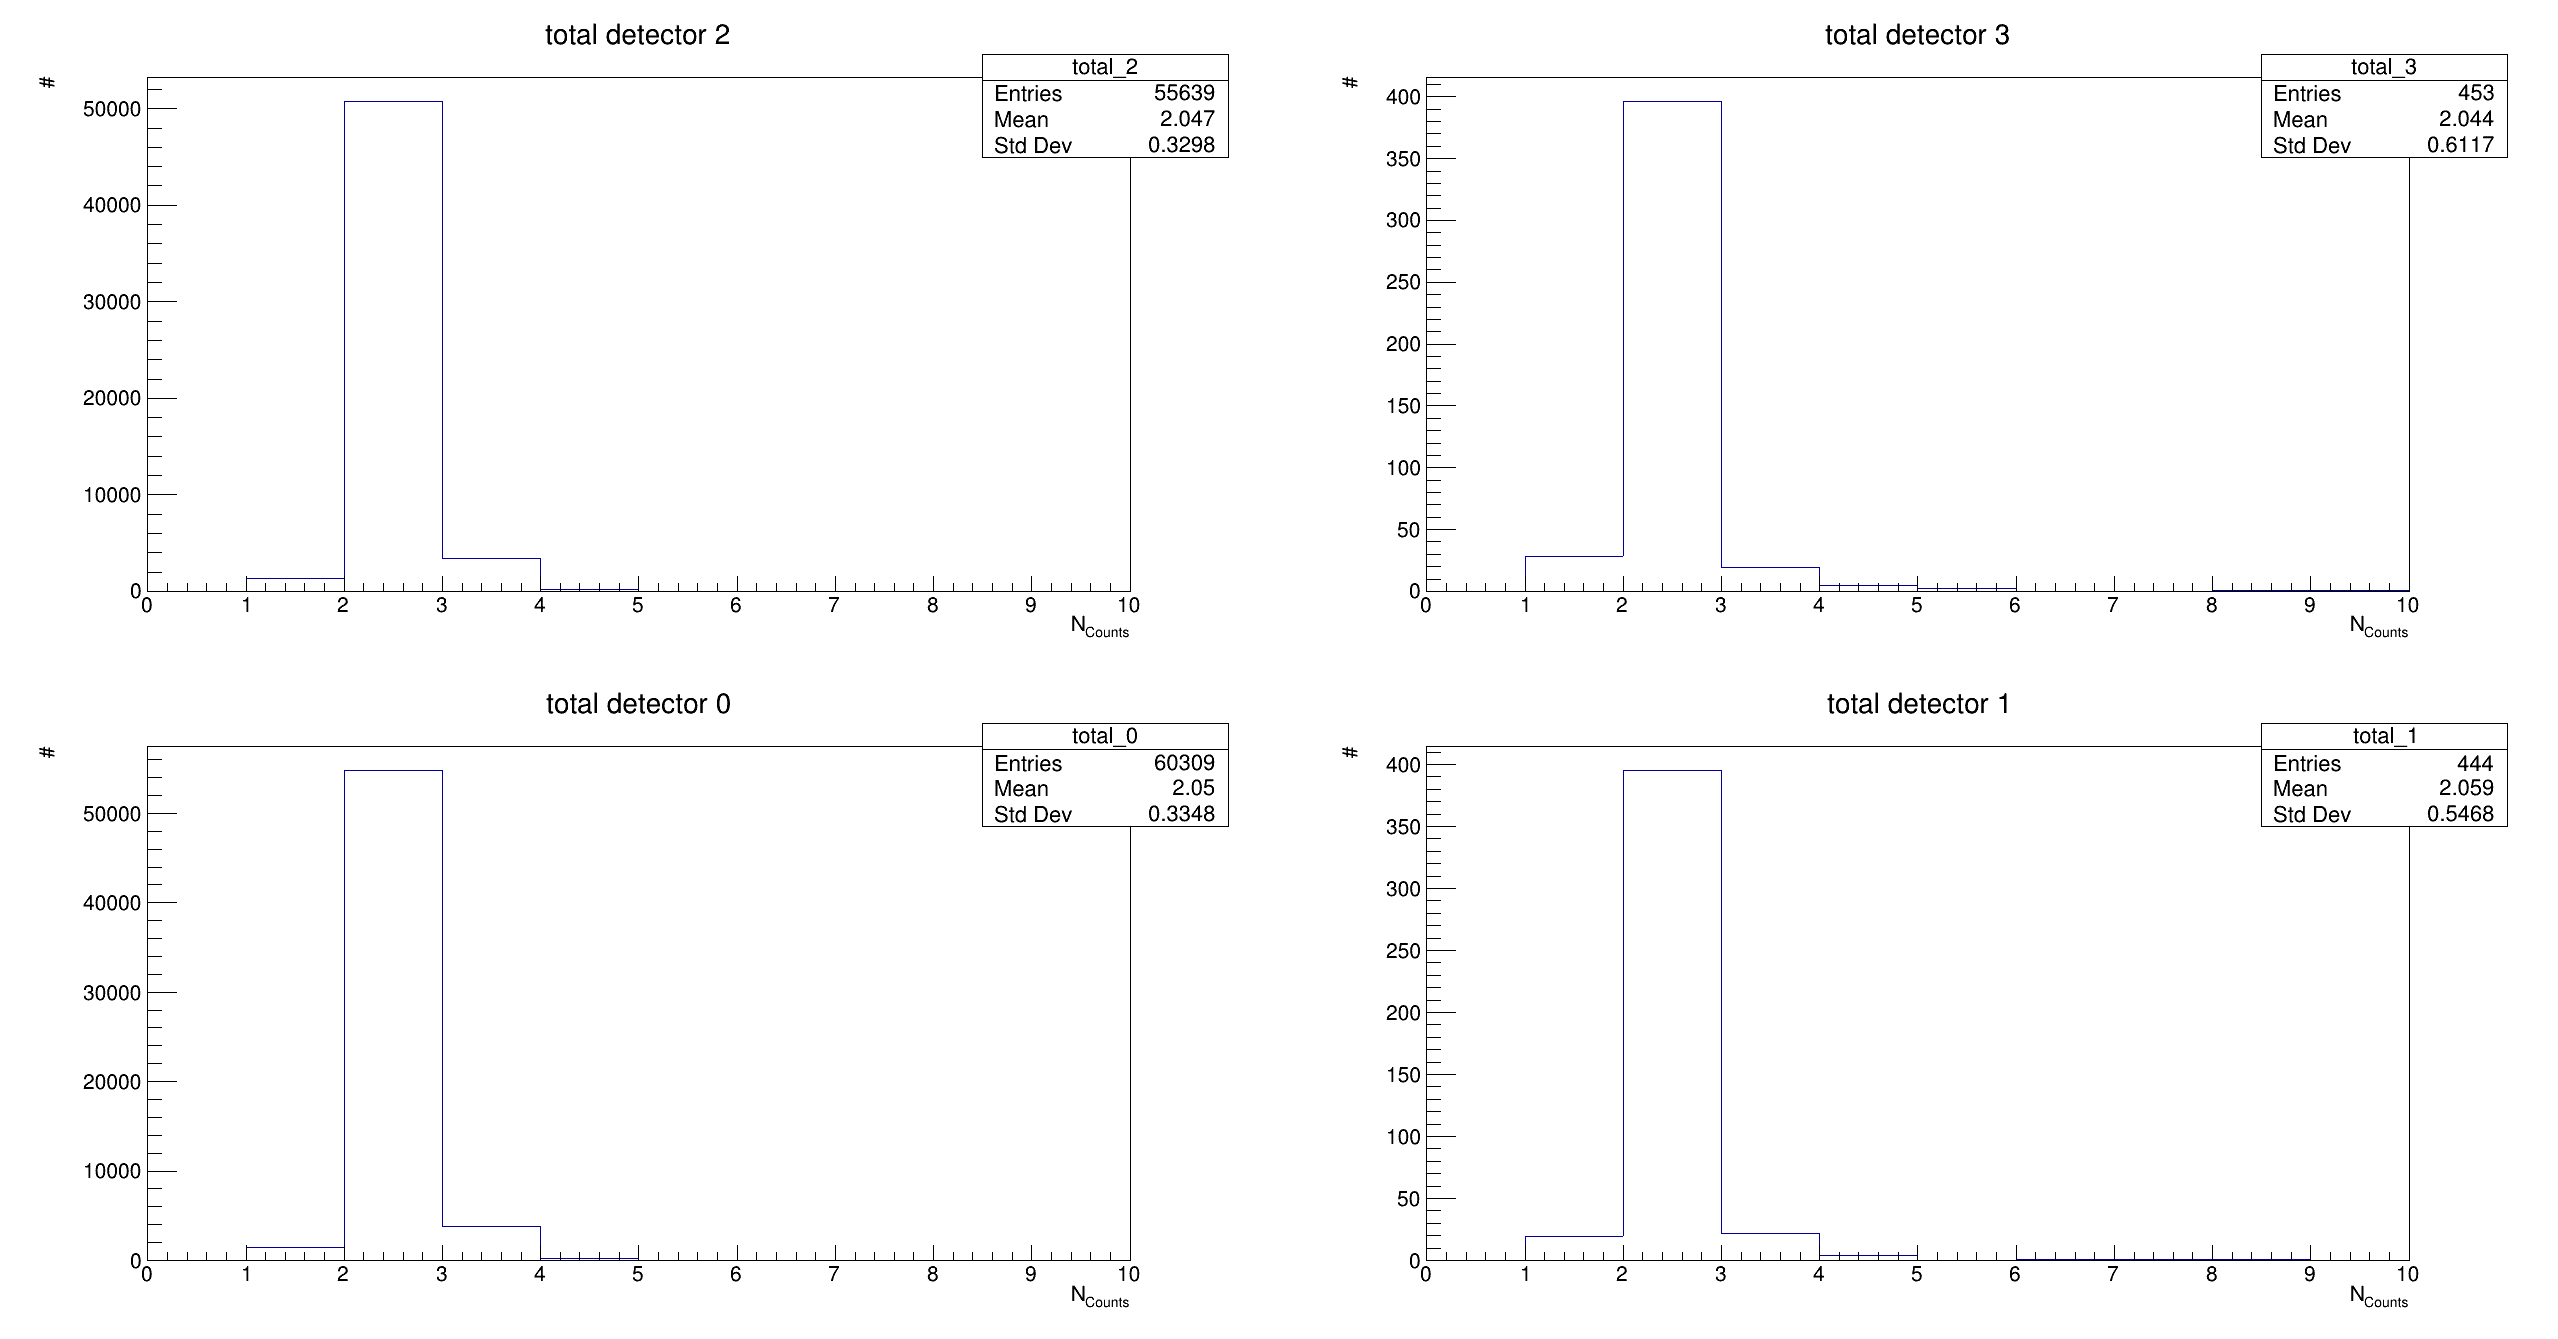 total detector 2
#
total_2
Entries 55639
Mean 2.047
Std Dev 0.3298
50000
40000
30000
20000
10000
0
0 1 2 3 4 5 6 7 8 9 10
N Counts
total detector 3
#
total_3
Entries 453
Mean 2.044
Std Dev 0.6117
400
350
300
250
200
150
100
50
0
0 1 2 3 4 5 6 7 8 9 10
N Counts
total detector 0
#
total_0
Entries 60309
Mean 2.05
Std Dev 0.3348
50000
40000
30000
20000
10000
0
0 1 2 3 4 5 6 7 8 9 10
N Counts
total detector 1
#
total_1
Entries 444
Mean 2.059
Std Dev 0.5468
400
350
300
250
200
150
100
50
0
0 1 2 3 4 5 6 7 8 9 10
N Counts